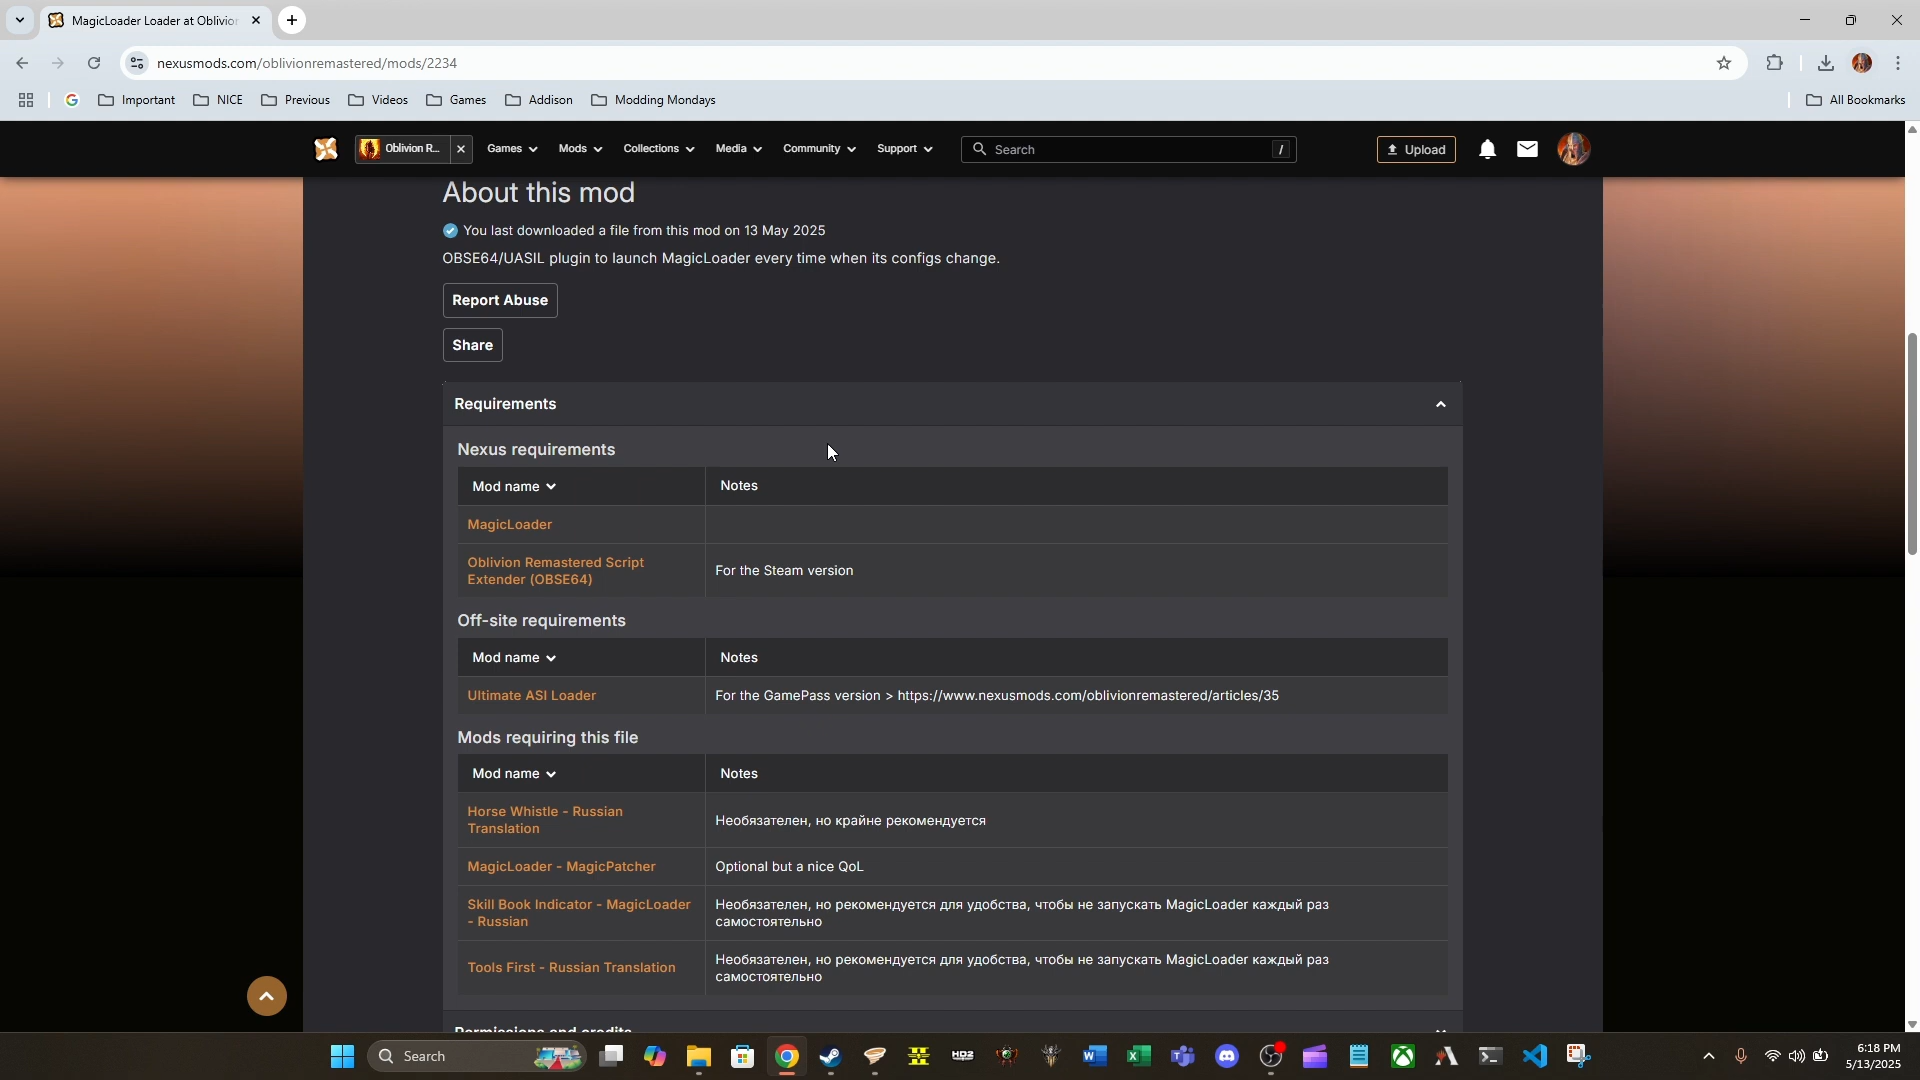 MagicLoader Loader at Oblivion
nexusmods.com/oblivionremastered/mods/2234
Important
NICE
Previous
Videos
Games
Addison
Modding Mondays
All Bookmarks
Oblivion R...
Games
Mods
Collections
Media
Community
Support
Search
/
Upload
About this mod
You last downloaded a file from this mod on 13 May 2025
OBSE64/UASIL plugin to launch MagicLoader every time when its configs change.
Report Abuse
Share
Requirements
Nexus requirements
Mod name
Notes
MagicLoader
Oblivion Remastered Script
Extender (OBSE64)
For the Steam version
Off-site requirements
Mod name
Notes
Ultimate ASI Loader
For the GamePass version > https://www.nexusmods.com/oblivionremastered/articles/35
Mods requiring this file
Mod name
Notes
Horse Whistle - Russian
Translation
Необязателен, но крайне рекомендуется
MagicLoader - MagicPatcher
Optional but a nice QoL
Skill Book Indicator - MagicLoader
- Russian
Необязателен, но рекомендуется для удобства, чтобы не запускать MagicLoader каждый раз
самостоятельно
Tools First - Russian Translation
Необязателен, но рекомендуется для удобства, чтобы не запускать MagicLoader каждый раз
самостоятельно
Permissions and credits
Search
HD2
6:18 PM
5/13/2025